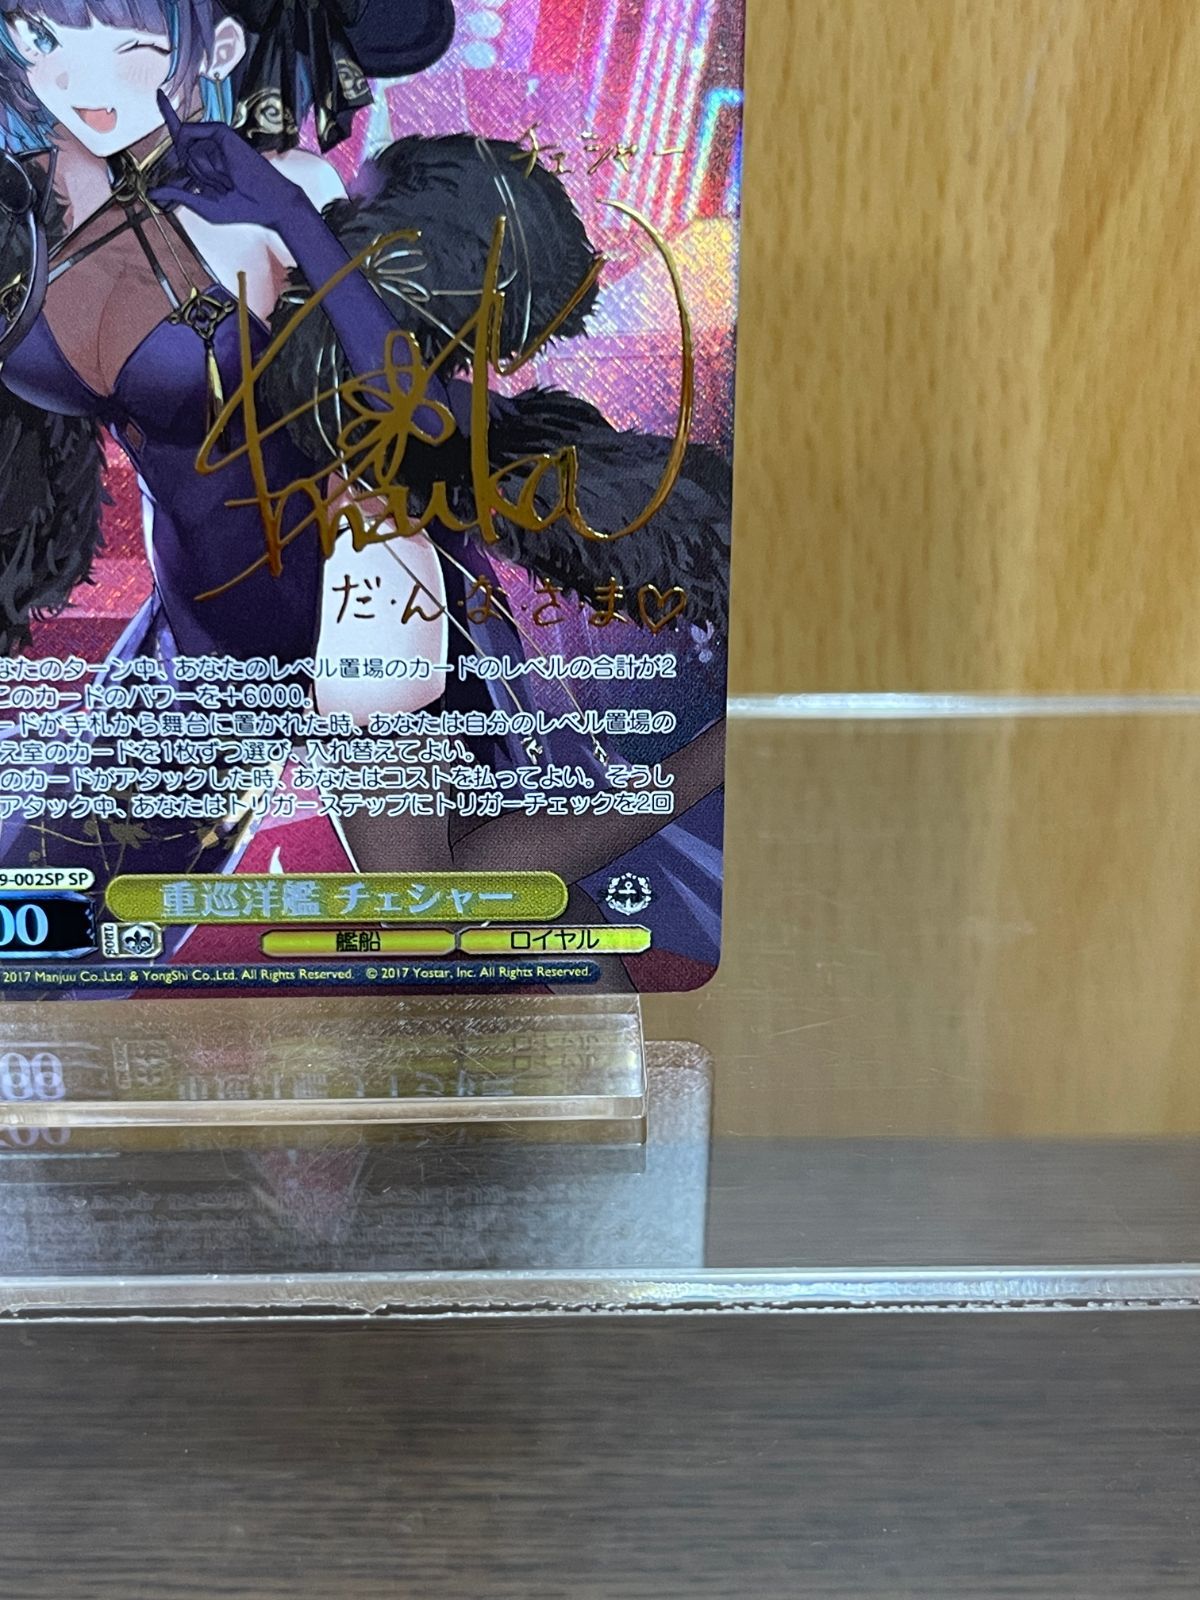 チェシャー
だ・ん・な・さ・ま♡
なたのターン中、あなたのレベル置場のカードのレベルの合計が2
このカードのパワーを+6000。
ードが手札から舞台に置かれた時、あなたは自分のレベル置場の
え室のカードを1枚ずつ選び、入れ替えてよい。
のカードがアタックした時、あなたはコストを払ってよい。そうし
アタック中、あなたはトリガーステップにトリガーチェックを2回
9-002SP SP
重巡洋艦 チェシャー
00
SOUL
艦船
ロイヤル
2017 Manjuu Co.,Ltd. & YongShi Co.,Ltd. All Rights Reserved. © 2017 Yostar, Inc. All Rights Reserved.